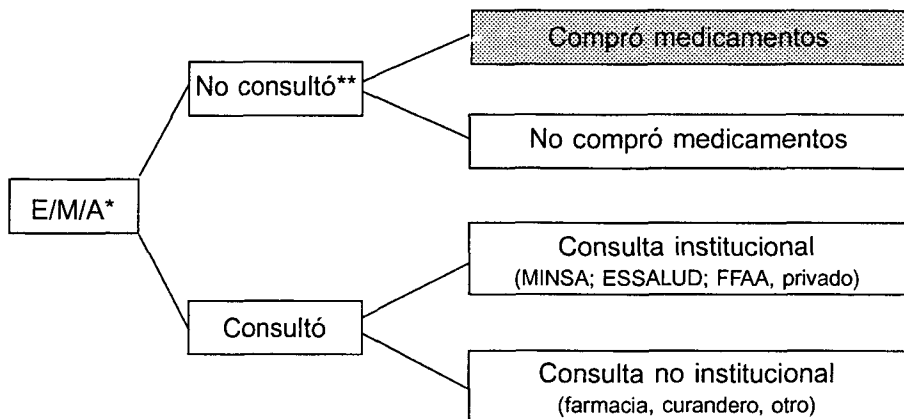 Compró medicamentos
No consultó**
No compró medicamentos
E/M/A*
Consulta institucional
(MINSA; ESSALUD; FFAA, privado)
Consultó
Consulta no institucional
(farmacia, curandero, otro)